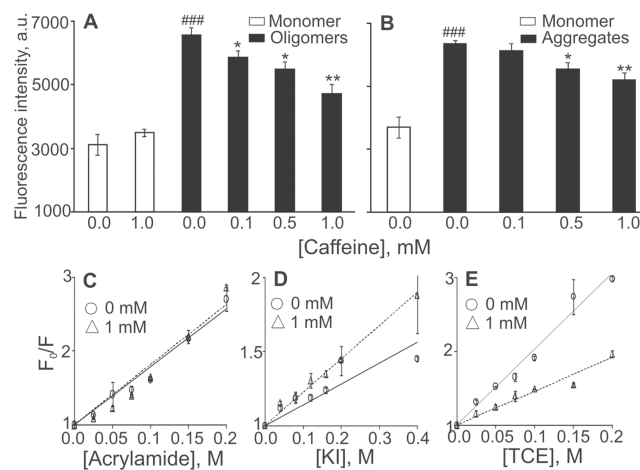 A
Monomer
Oligomers
B
Monomer
Aggregates
Fluorescence intensity, a.u.
7000
5000
3000
1000
###
*
*
**
###
*
**
0.0 1.0 0.0 0.1 0.5 1.0
0.0 0.0 0.1 0.5 1.0
[Caffeine], mM
C
0 mM
1 mM
F₀/F
3
2
1
0.0 0.05 0.1 0.15 0.2
[Acrylamide], M
D
0 mM
1 mM
2
1.5
1
0.0 0.1 0.2 0.3 0.4
[KI], M
E
0 mM
1 mM
3
2
1
0.0 0.05 0.1 0.15 0.2
[TCE], M